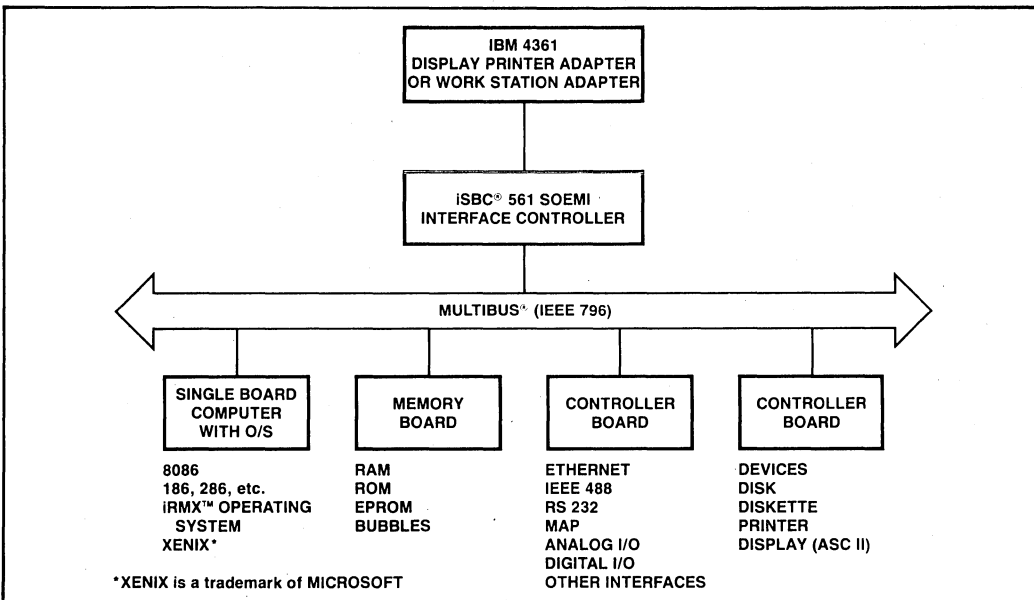 IBM 4361
DISPLAY PRINTER ADAPTER
OR WORK STATION ADAPTER
iSBC® 561 SOEMI
INTERFACE CONTROLLER
MULTIBUS® (IEEE 796)
SINGLE BOARD
COMPUTER
WITH O/S
8086
186, 286, etc.
iRMX™ OPERATING
SYSTEM
XENIX*
MEMORY
BOARD
RAM
ROM
EPROM
BUBBLES
CONTROLLER
BOARD
ETHERNET
IEEE 488
RS 232
MAP
ANALOG I/O
DIGITAL I/O
OTHER INTERFACES
CONTROLLER
BOARD
DEVICES
DISK
DISKETTE
PRINTER
DISPLAY (ASC II)
*XENIX is a trademark of MICROSOFT